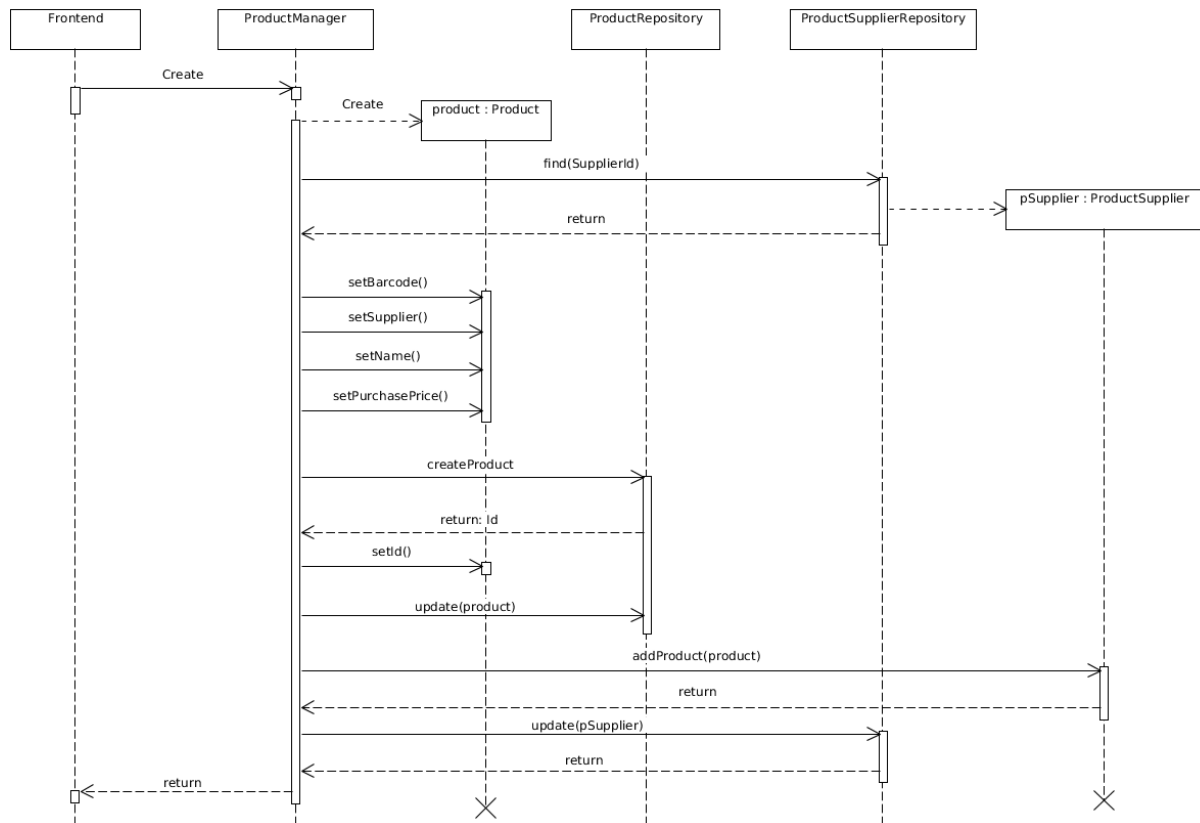 Frontend
ProductManager
ProductRepository
ProductSupplierRepository
Create
Create
product : Product
find(SupplierId)
pSupplier : ProductSupplier
return
setBarcode()
setSupplier()
setName()
setPurchasePrice()
createProduct
return: Id
setId()
update(product)
addProduct(product)
return
update(pSupplier)
return
return